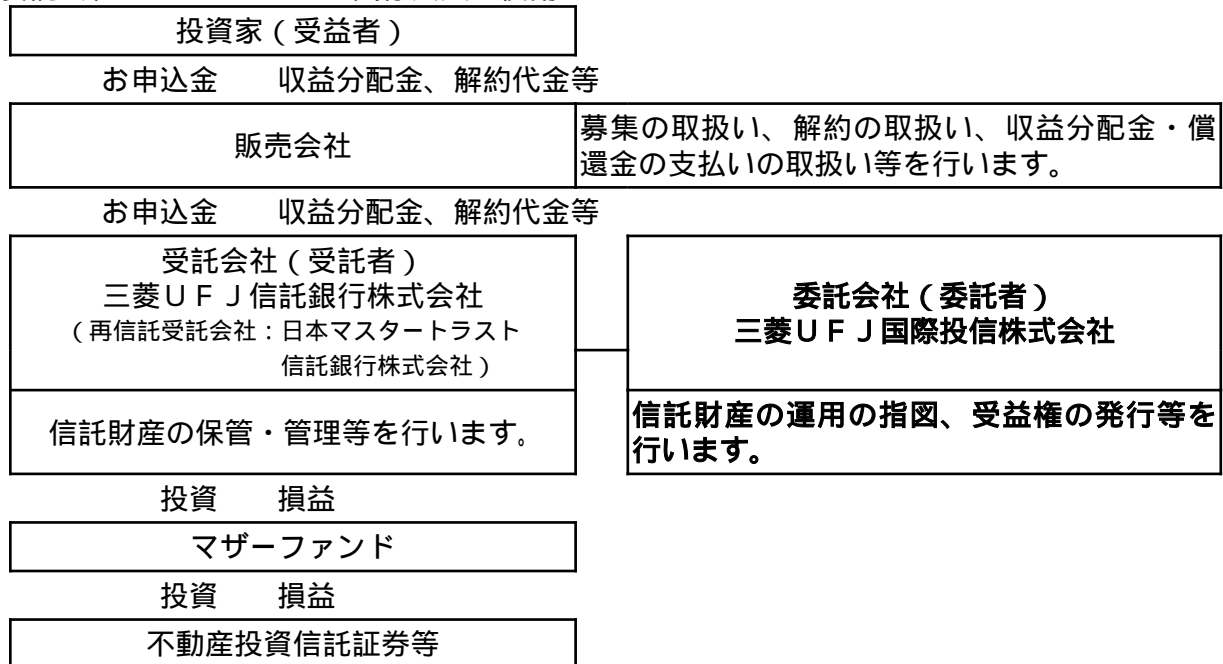 投資家（受益者）
お申込金　　収益分配金、解約代金等
販売会社
募集の取扱い、解約の取扱い、収益分配金・償
還金の支払いの取扱い等を行います。
お申込金　　収益分配金、解約代金等
受託会社（受託者）
三菱ＵＦＪ信託銀行株式会社
（再信託受託会社：日本マスタートラスト
信託銀行株式会社）
委託会社（委託者）
三菱ＵＦＪ国際投信株式会社
信託財産の保管・管理等を行います。
信託財産の運用の指図、受益権の発行等を
行います。
投資　　損益
マザーファンド
投資　　損益
不動産投資信託証券等